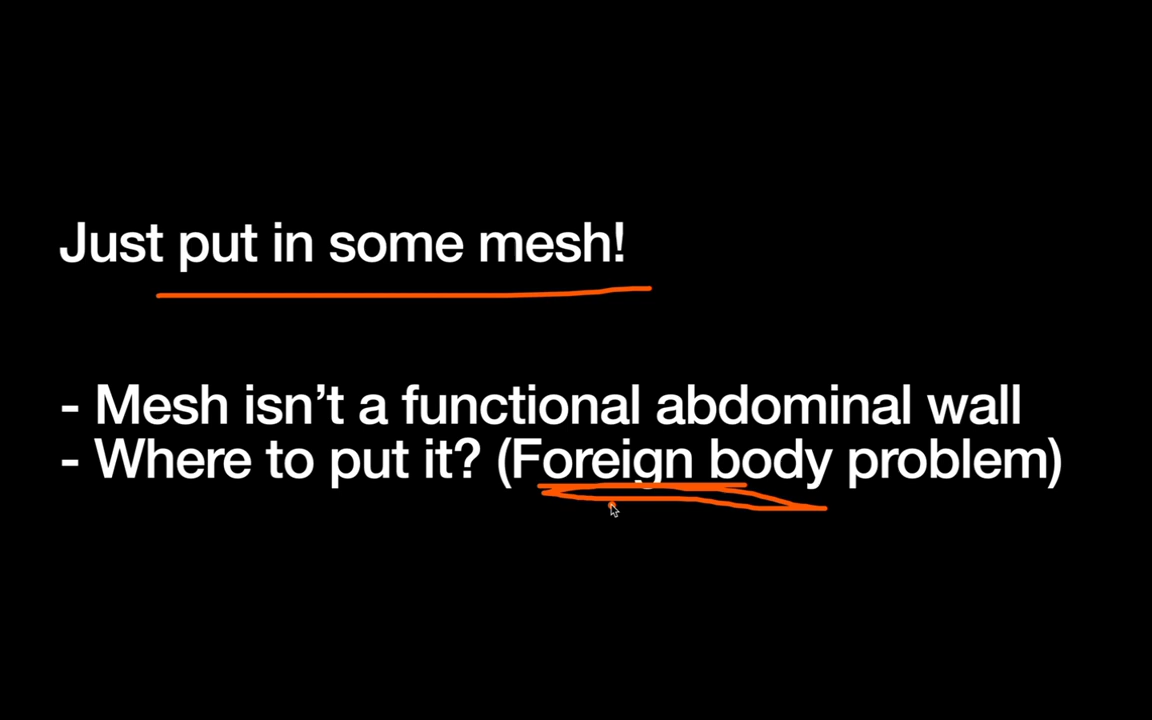 Just put in some mesh!
- Mesh isn’t a functional abdominal wall
- Where to put it? (Foreign body problem)